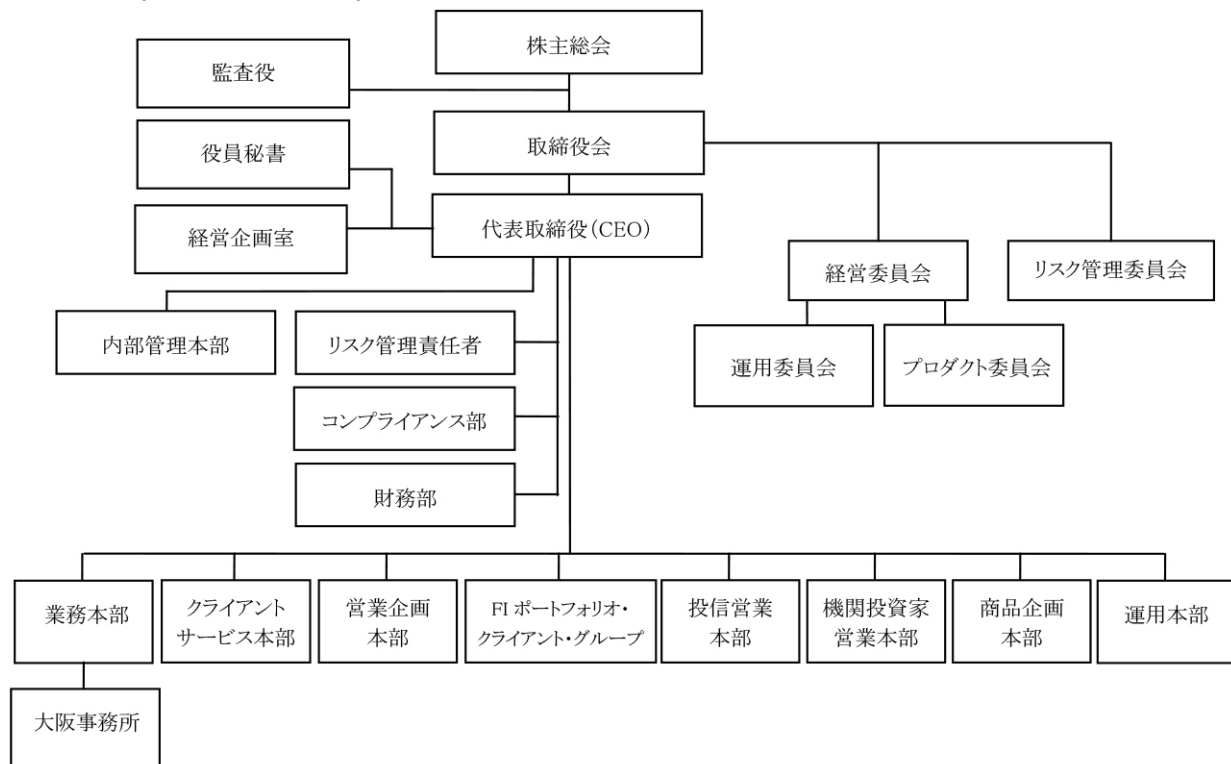 株主総会
監査役
取締役会
役員秘書
代表取締役(CEO)
経営企画室
経営委員会
リスク管理委員会
内部管理本部
リスク管理責任者
運用委員会
プロダクト委員会
コンプライアンス部
財務部
業務本部
クライアント
サービス本部
営業企画
本部
FI ポートフォリオ・
クライアント・グループ
投信営業
本部
機関投資家
営業本部
商品企画
本部
運用本部
大阪事務所